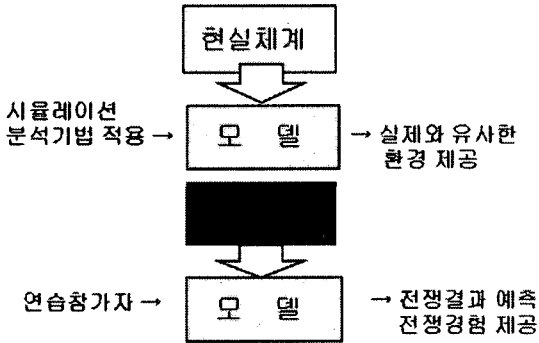 현실체계
시뮬레이션
분석기법 적용 → 모 델 → 실제와 유사한
환경 제공
연습참가자 → 모 델 → 전쟁결과 예측
전쟁경험 제공